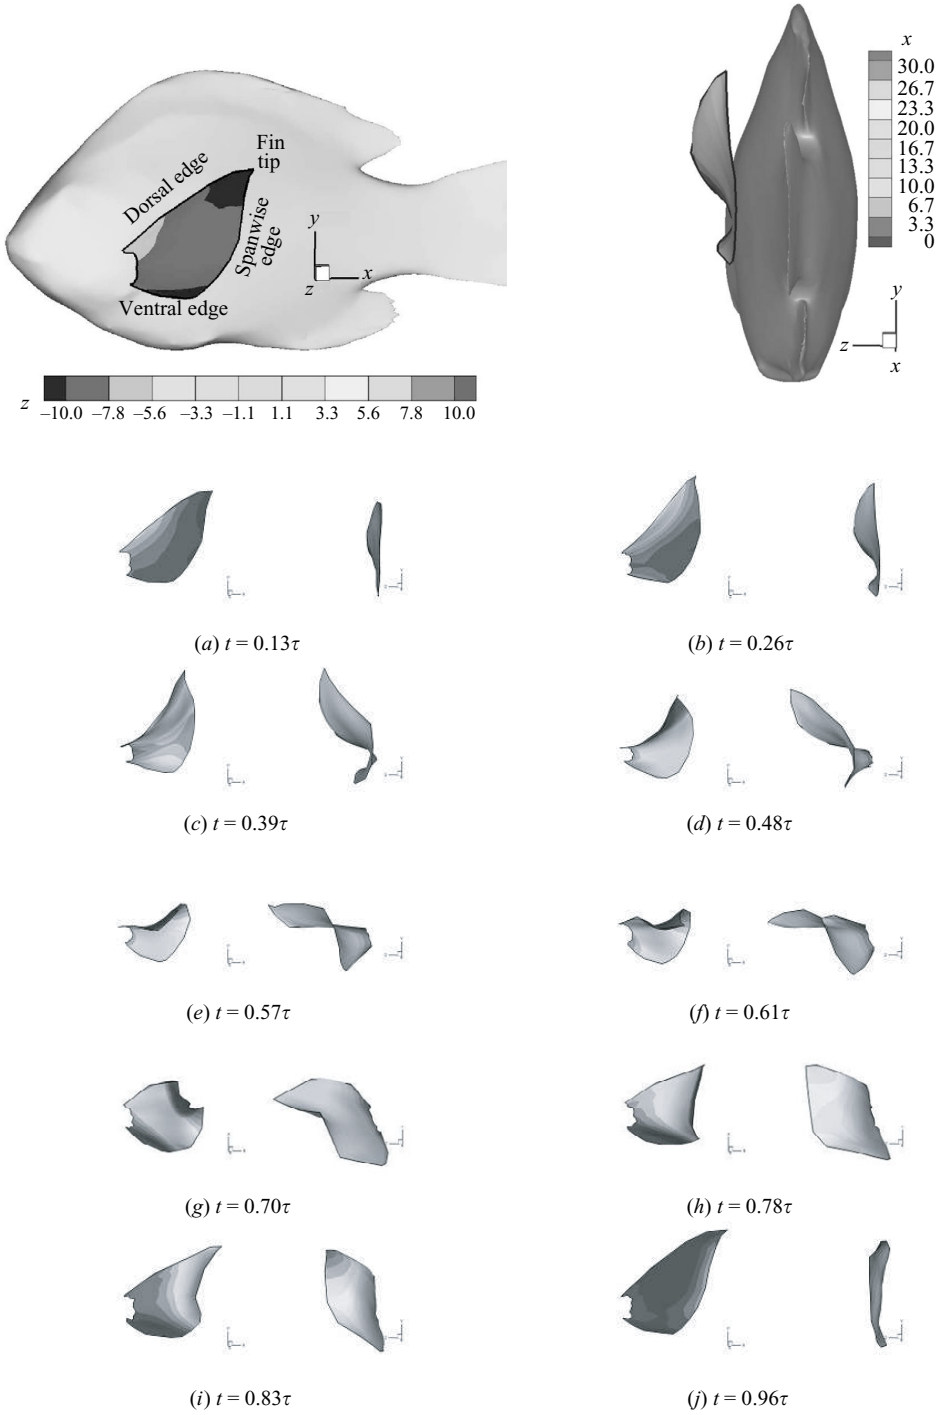 Dorsal edge
Fin
tip
Spanwise
edge
Ventral edge
y
x
z
z
–10.0 –7.8 –5.6 –3.3 –1.1 1.1 3.3 5.6 7.8 10.0
x
30.0
26.7
23.3
20.0
16.7
13.3
10.0
6.7
3.3
0
y
z
x
(a) t = 0.13τ
(b) t = 0.26τ
(c) t = 0.39τ
(d) t = 0.48τ
(e) t = 0.57τ
(f) t = 0.61τ
(g) t = 0.70τ
(h) t = 0.78τ
(i) t = 0.83τ
(j) t = 0.96τ